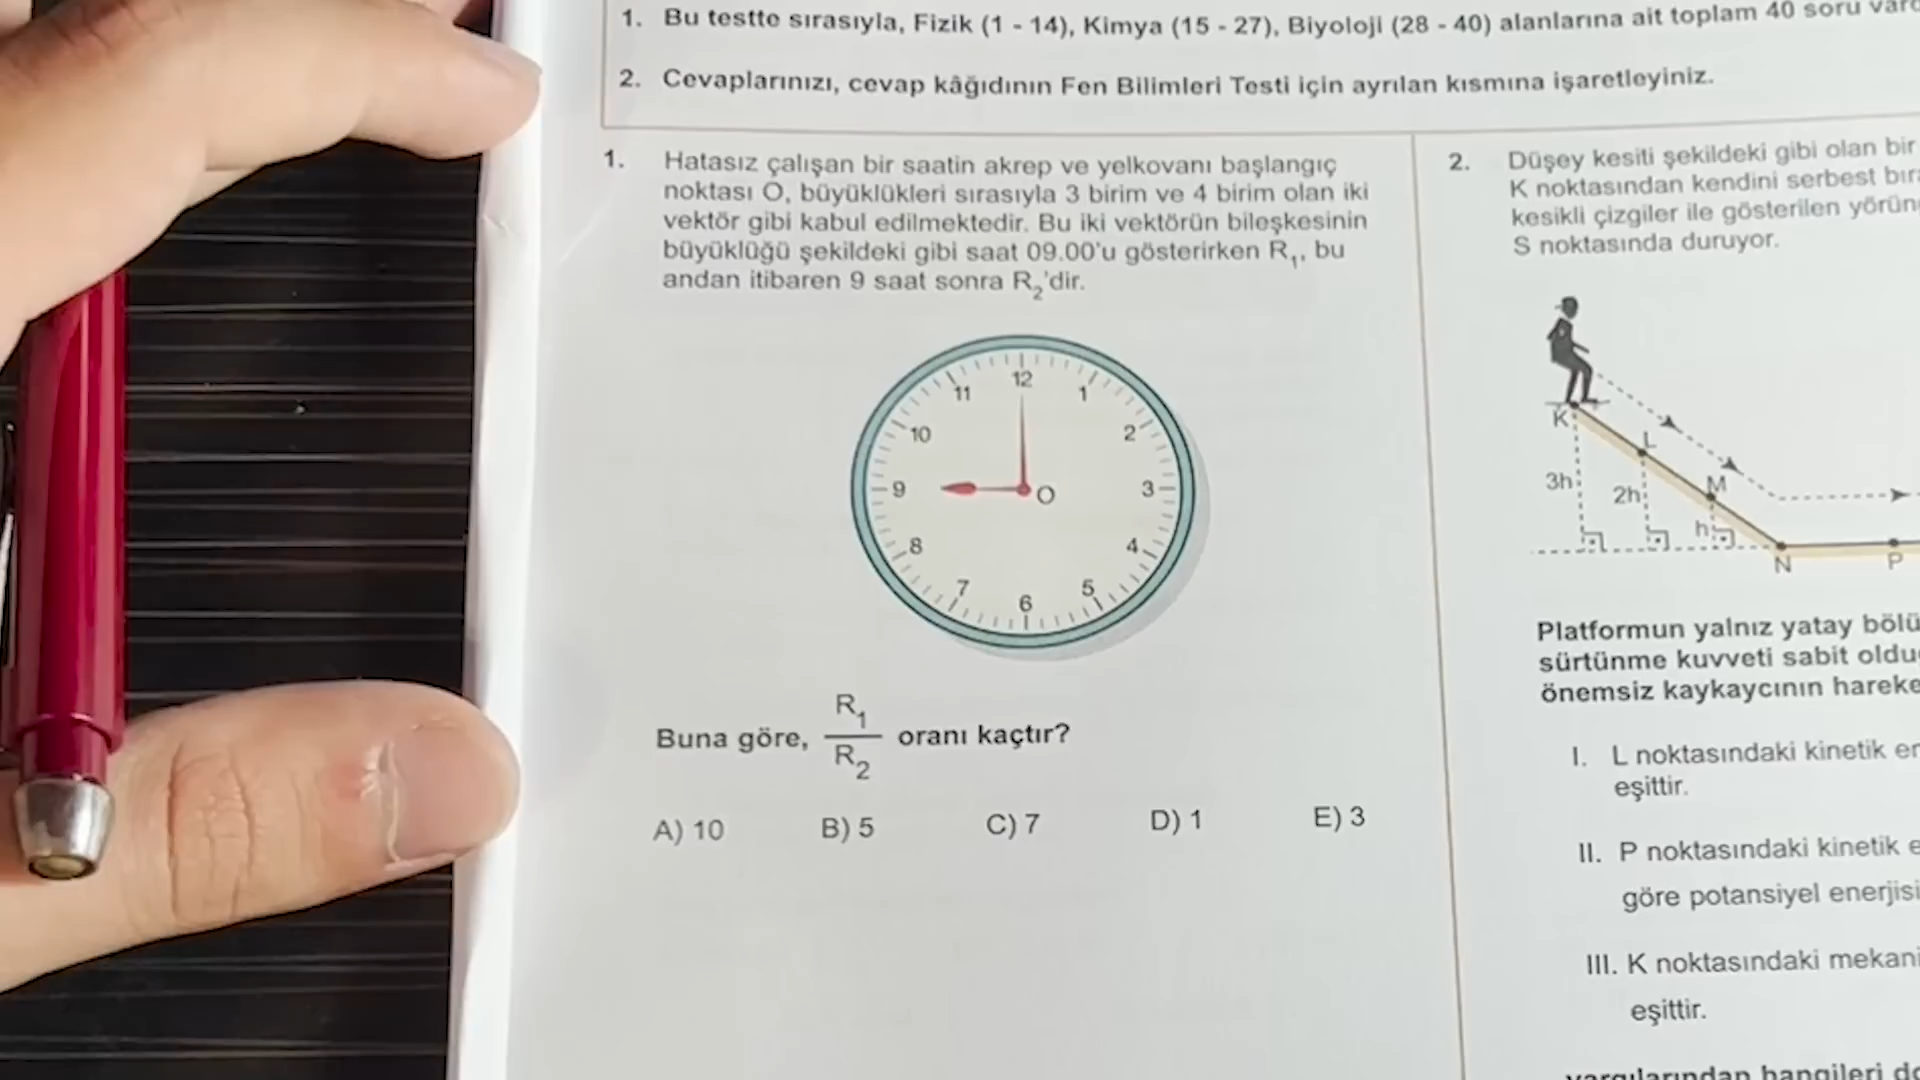 1. Bu testte sırasıyla, Fizik (1 - 14), Kimya (15 - 27), Biyoloji (28 - 40) alanlarına ait toplam 40 soru
2. Cevaplarınızı, cevap kâğıdının Fen Bilimleri Testi için ayrılan kısmına işaretleyiniz.
1. Hatasız çalışan bir saatin akrep ve yelkovanı başlangıç
noktası O, büyüklükleri sırasıyla 3 birim ve 4 birim olan iki
vektör gibi kabul edilmektedir. Bu iki vektörün bileşkesinin
büyüklüğü şekildeki gibi saat 09.00'u gösterirken R₁, bu
andan itibaren 9 saat sonra R₂'dir.
12
11 1
10 2
9 O 3
8 4
7 5
6
Buna göre, R₁/R₂ oranı kaçtır?
A) 10 B) 5 C) 7 D) 1 E) 3
2. Düşey kesiti şekildeki gibi olan bir
K noktasından kendini serbest
kesikli çizgiler ile gösterilen
S noktasında duruyor.
K L M
3h 2h h
N P
Platformun yalnız yatay
sürtünme kuvveti sabit
önemsiz kaykaycının
I. L noktasındaki kinetik
eşittir.
II. P noktasındaki kinetik
göre potansiyel
III. K noktasındaki
eşittir.
yargılarından hangileri